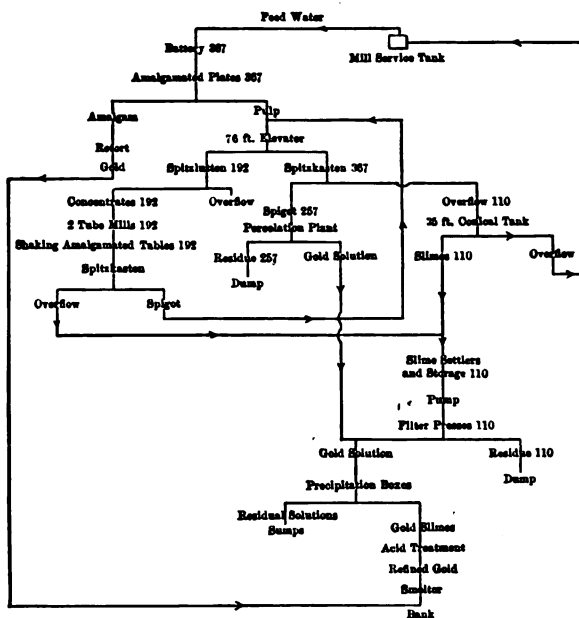 Feed Water
Battery 367
Mill Service Tank
Amalgamated Plates 367
Amalgam
Pulp
Retort
Gold
76 ft. Elevator
Spitzlutten 192
Spitzkasten 367
Concentrates 192
Overflow
Overflow 110
2 Tube Mills 192
Spigot 257
35 ft. Conical Tank
Percolation Plant
Shaking Amalgamated Tables 192
Residue 257
Gold Solution
Slimes 110
Overflow
Spitzkasten
Dump
Overflow
Spigot
Slime Settlers
and Storage 110
Pump
Filter Presses 110
Gold Solution
Residue 110
Dump
Precipitation Boxes
Residual Solutions
Sumps
Gold Slimes
Acid Treatment
Refined Gold
Smelter
Bank